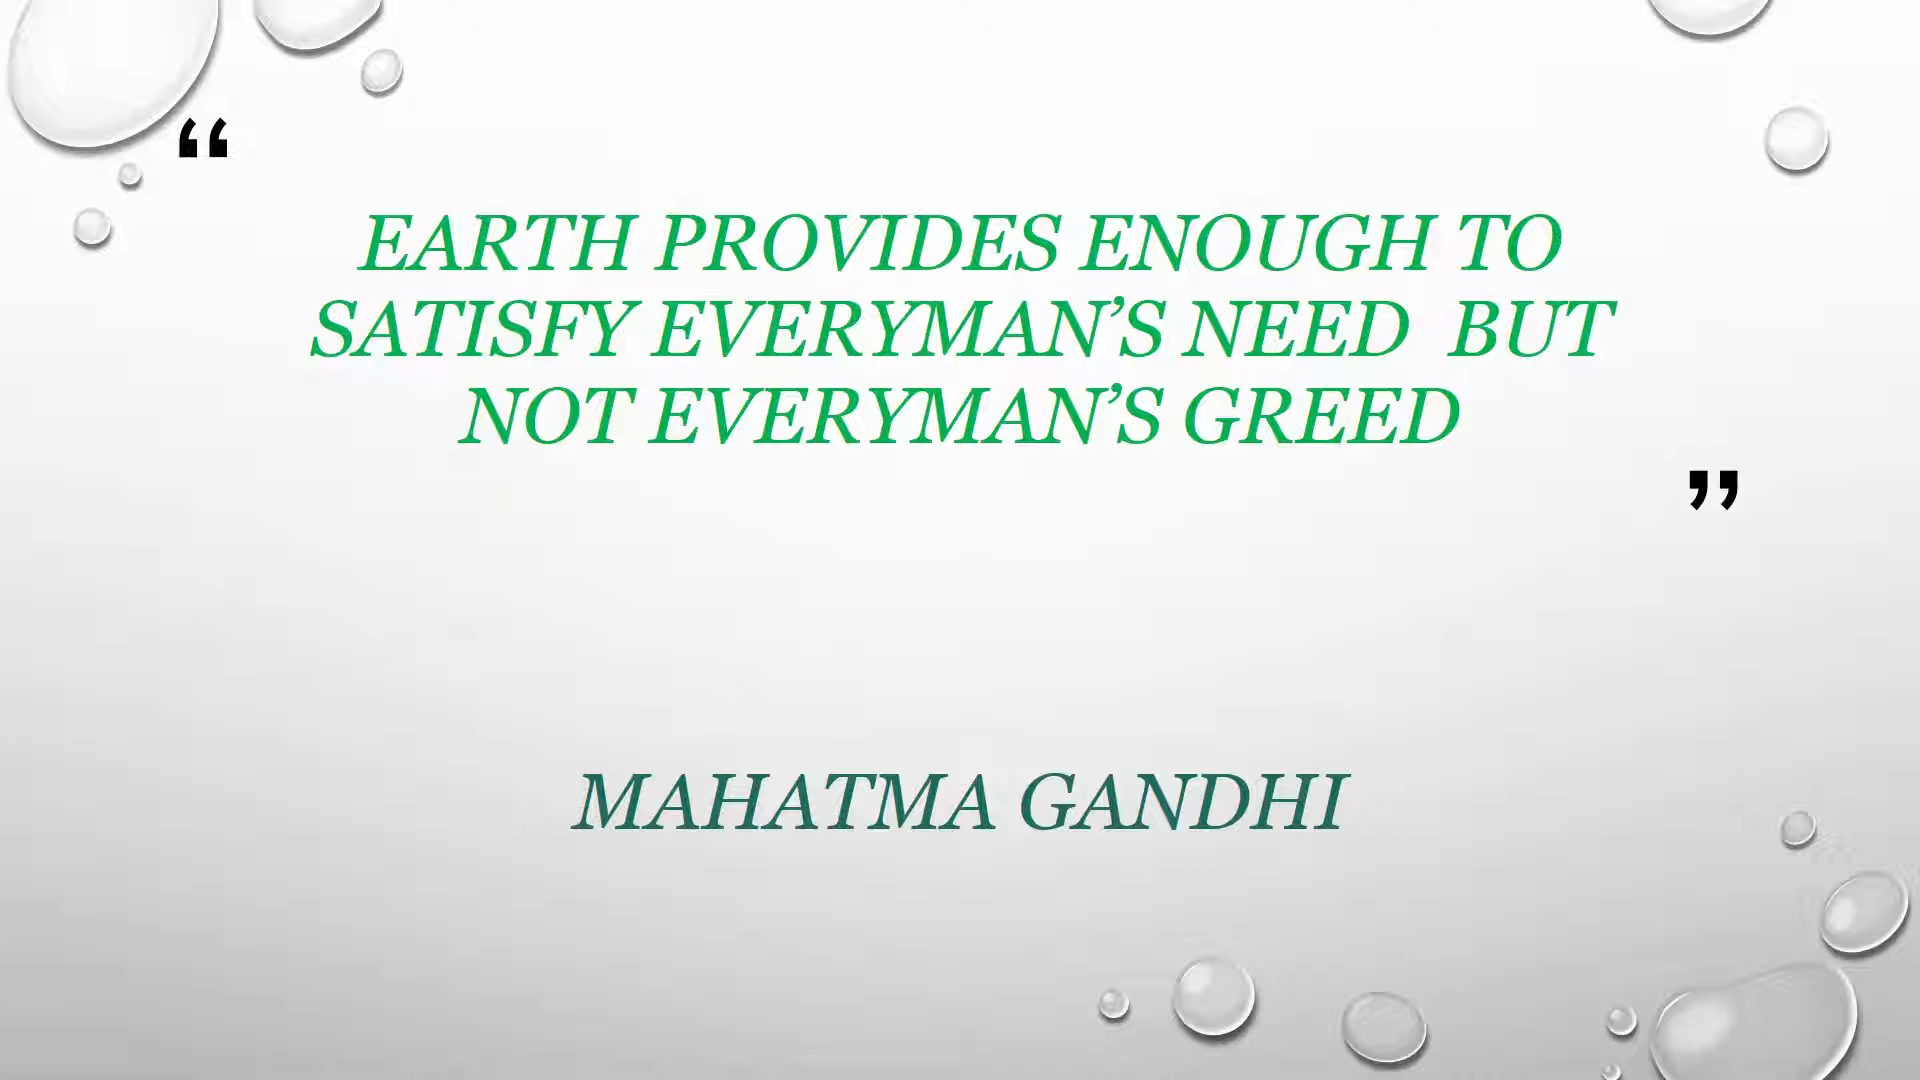 “
EARTH PROVIDES ENOUGH TO
SATISFY EVERYMAN’S NEED  BUT
NOT EVERYMAN’S GREED
”
MAHATMA GANDHI